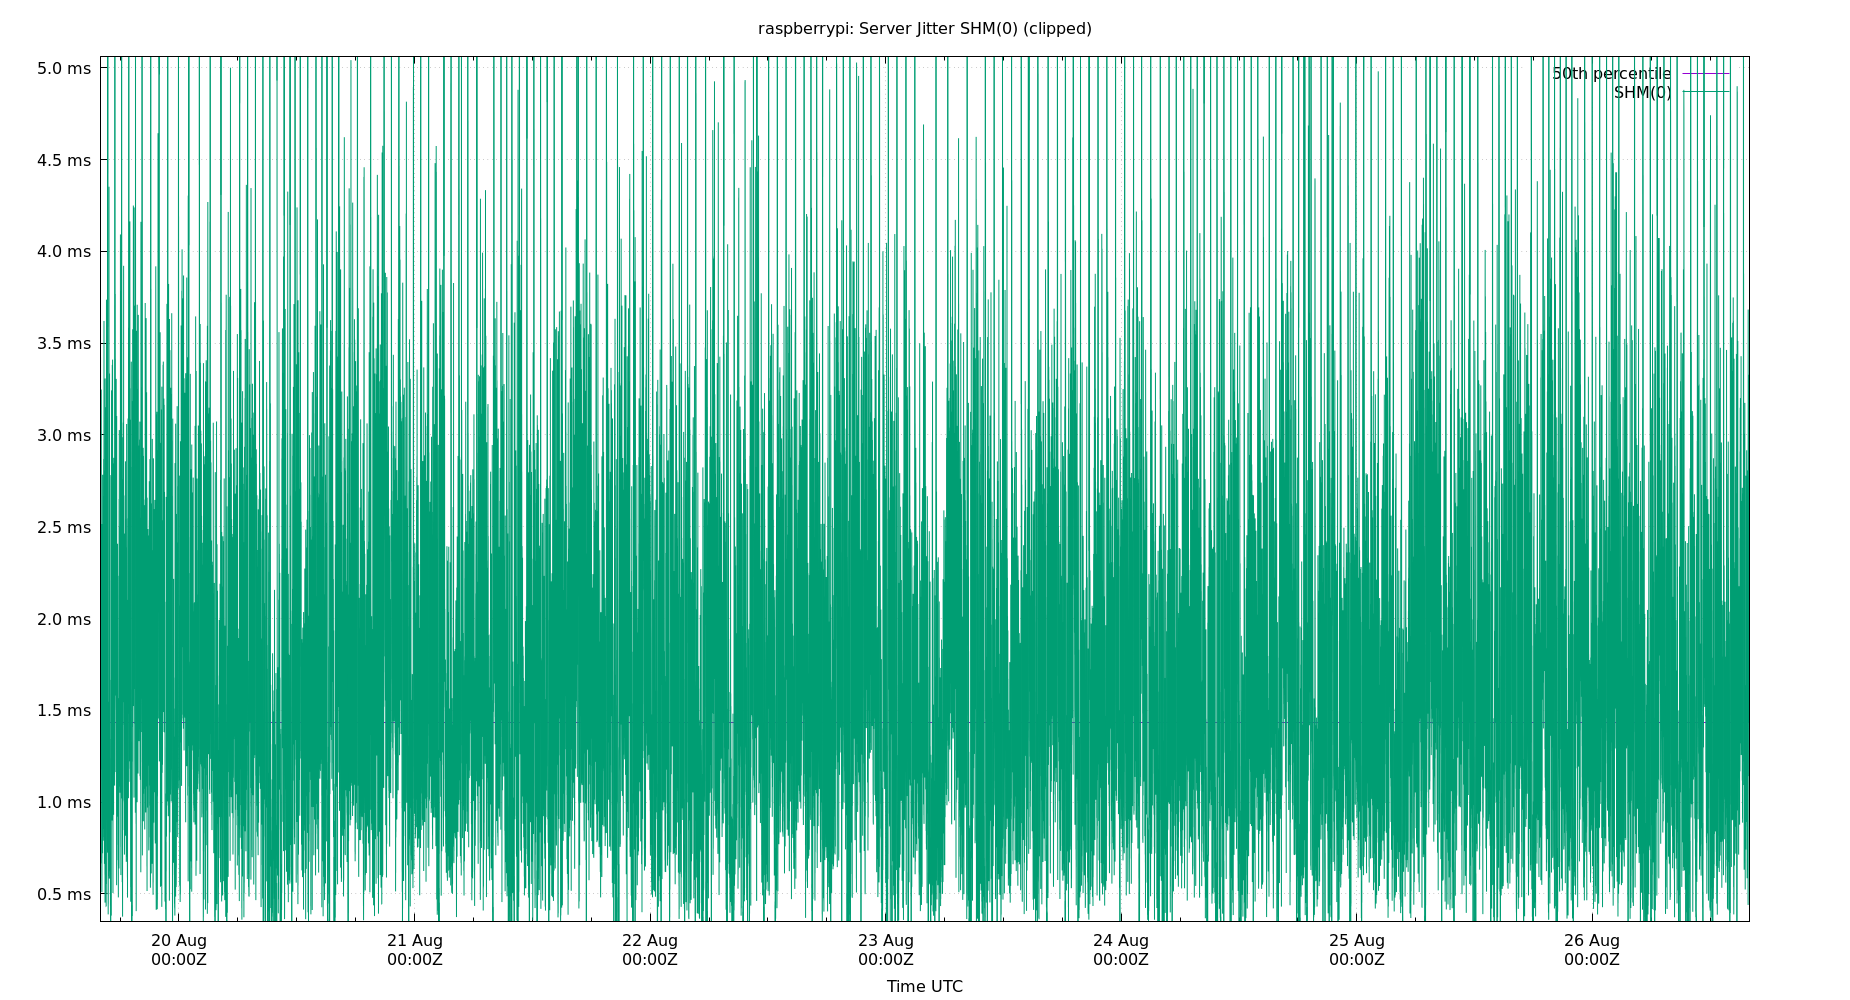 raspberrypi: Server Jitter SHM(0) (clipped)
50th percentile
SHM(0)
5.0 ms
4.5 ms
4.0 ms
3.5 ms
3.0 ms
2.5 ms
2.0 ms
1.5 ms
1.0 ms
0.5 ms
20 Aug 21 Aug 22 Aug 23 Aug 24 Aug 25 Aug 26 Aug
00:00Z 00:00Z 00:00Z 00:00Z 00:00Z 00:00Z 00:00Z
Time UTC